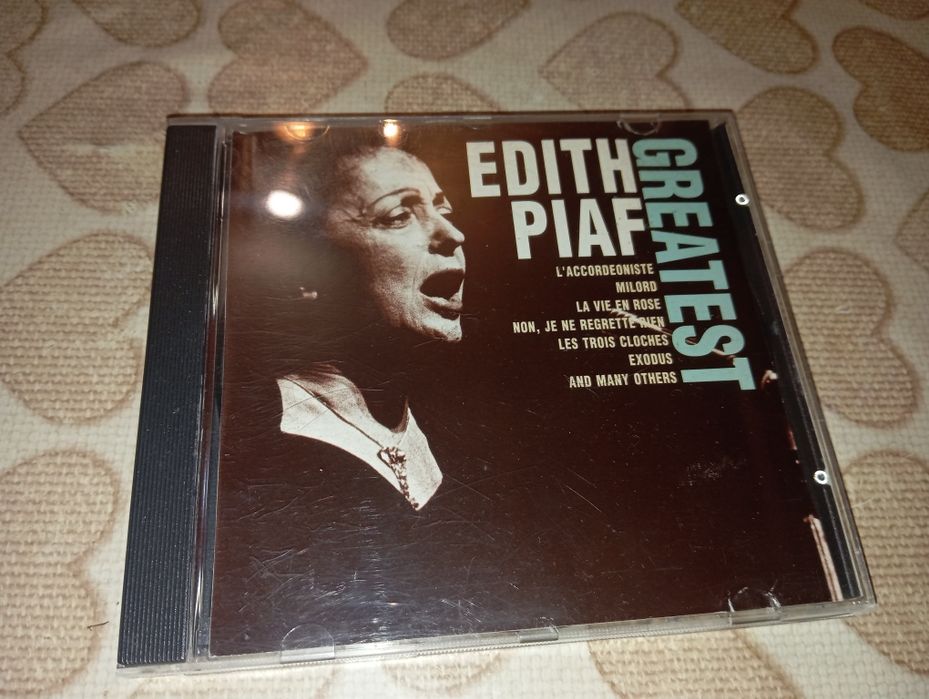 EDITH
PIAF
GREATEST
L'ACCORDEONISTE
MILORD
LA VIE EN ROSE
NON, JE NE REGRETTE RIEN
LES TROIS CLOCHES
EXODUS
AND MANY OTHERS